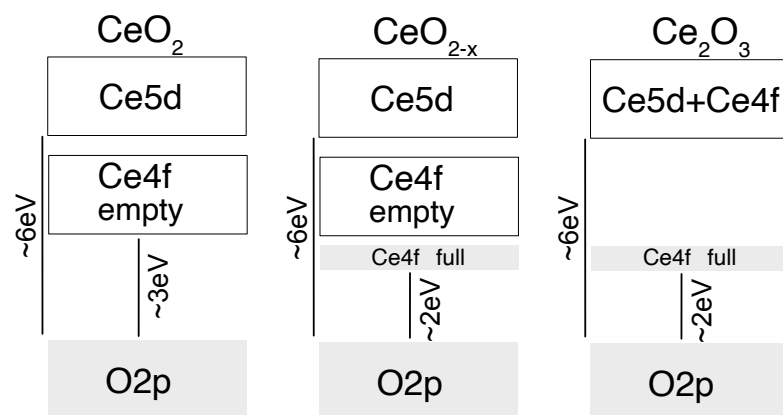 CeO2
Ce5d
Ce4f
empty
~6eV
~3eV
O2p
CeO2-x
Ce5d
Ce4f
empty
Ce4f full
~6eV
~2eV
O2p
Ce2O3
Ce5d+Ce4f
Ce4f full
~6eV
~2eV
O2p